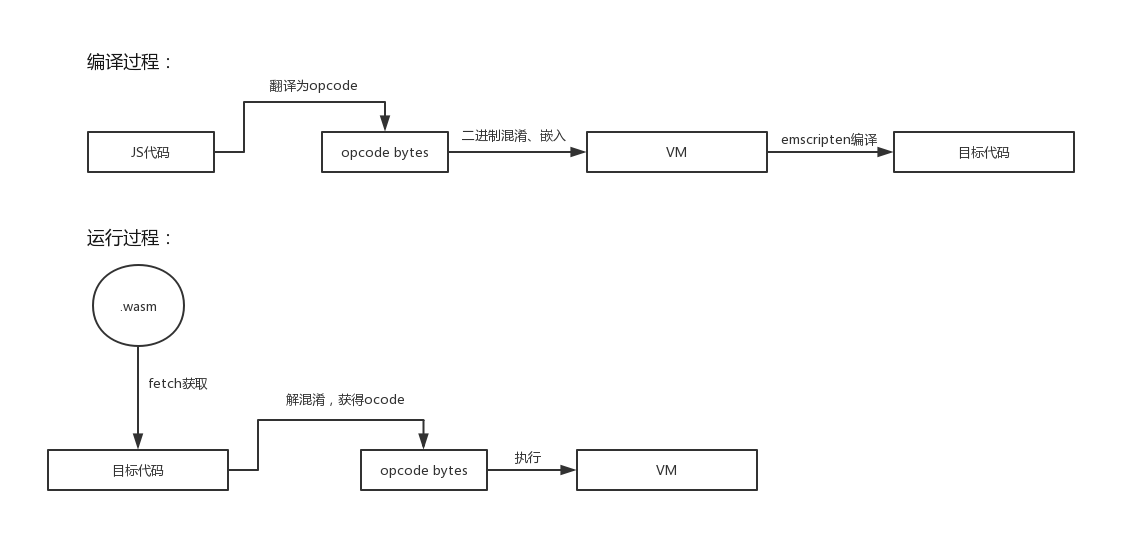 编译过程：
翻译为opcode
JS代码
opcode bytes
二进制混淆、嵌入
VM
emscripten编译
目标代码
运行过程：
.wasm
fetch获取
解混淆，获得ocode
目标代码
opcode bytes
执行
VM